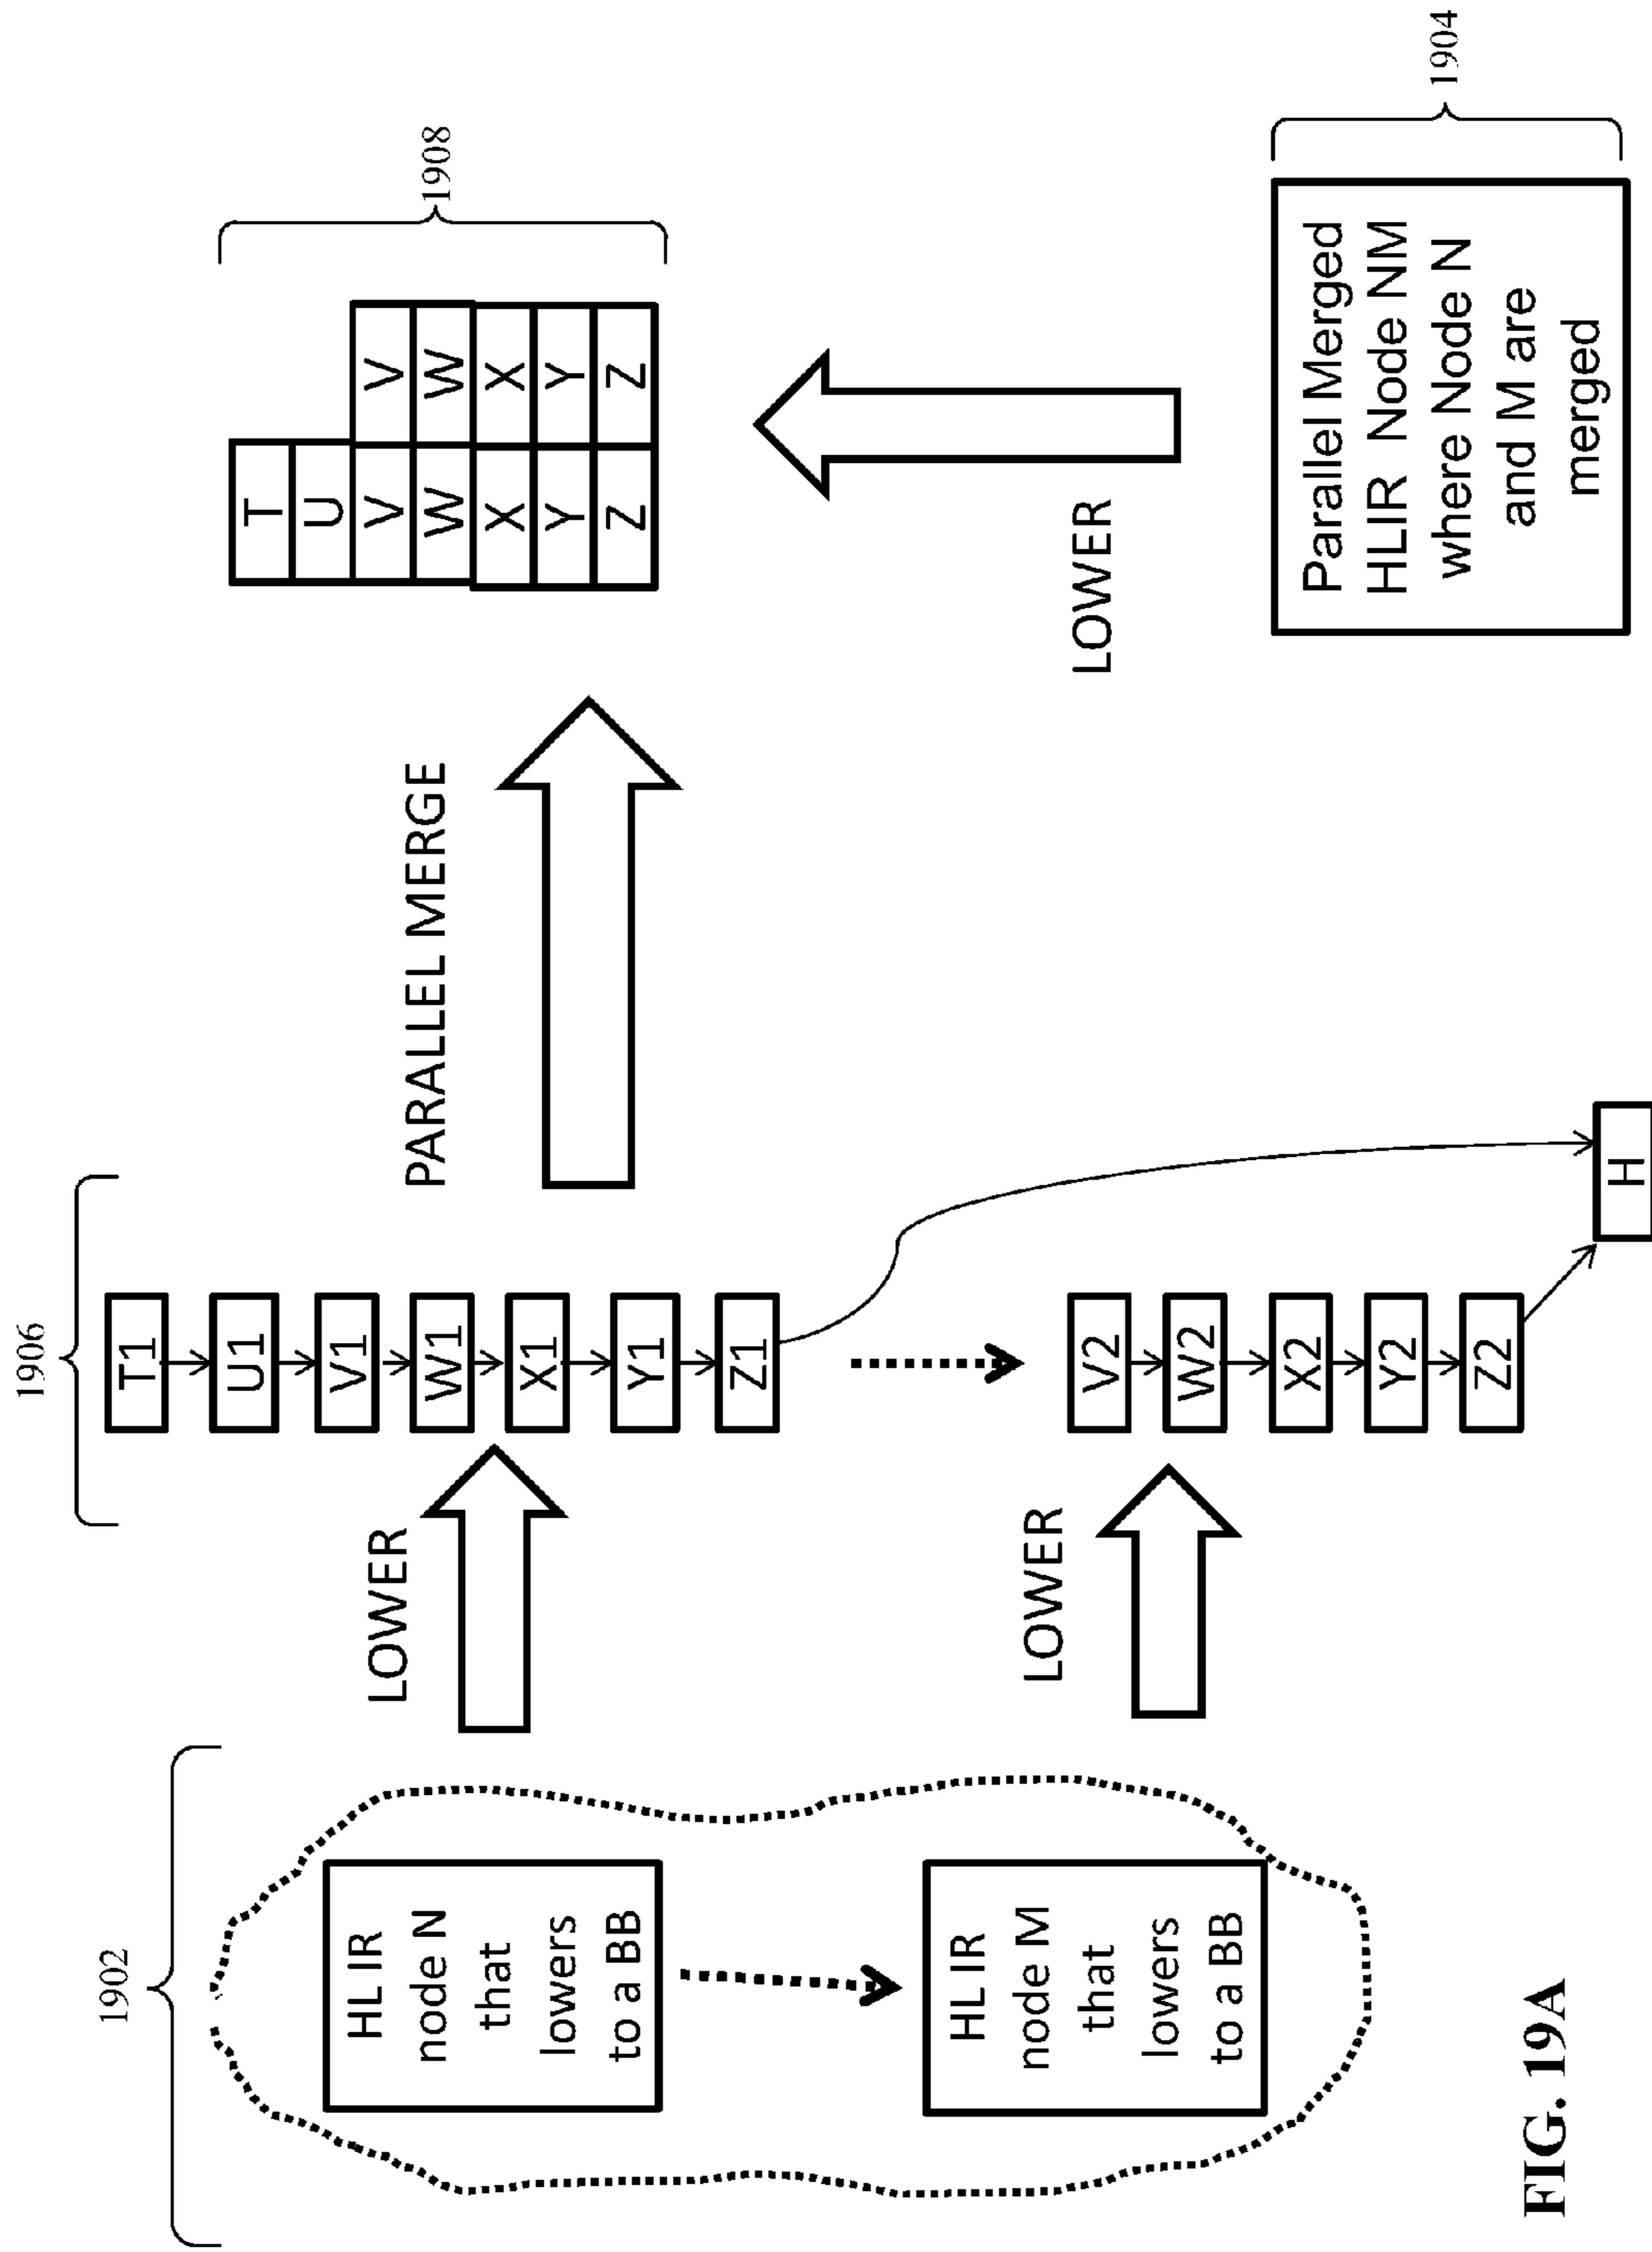 1902
HL IR
node N
that
lowers
to a BB
HL IR
node M
that
lowers
to a BB
LOWER
LOWER
1906
T1
U1
V1
W1
X1
Y1
Z1
V2
W2
X2
Y2
Z2
H
PARALLEL MERGE
T
U
V V
W W
X X
Y Y
Z Z
1908
LOWER
Parallel Merged
HLIR Node NM
where Node N
and M are
merged
1904
FIG. 19A